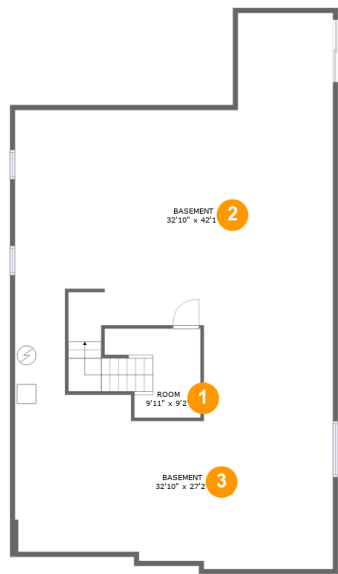 BASEMENT
32'10" x 42'1
2
ROOM
9'11" x 9'2
1
BASEMENT
32'10" x 27'2
3